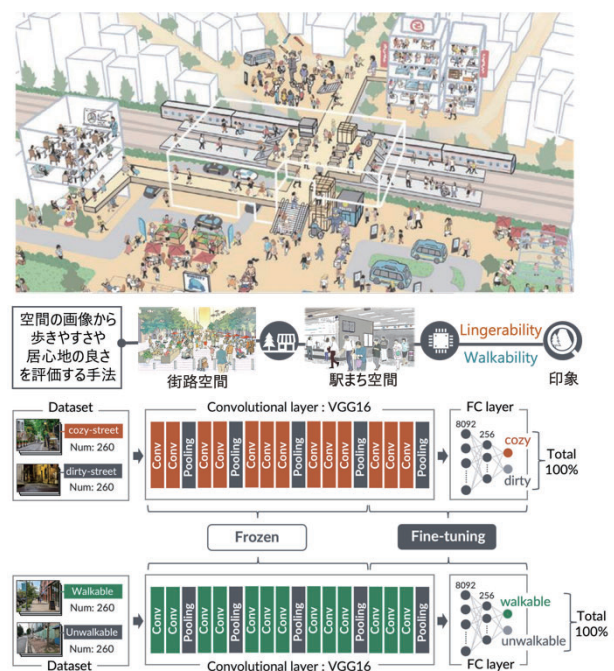 空間の画像から
歩きやすさや
居心地の良さ
を評価する手法
街路空間
駅まち空間
Lingerability
Walkability
印象
Dataset
Convolutional layer : VGG16
FC layer
cozy-street
Num: 260
dirty-street
Num: 260
Conv Conv Pooling Conv Conv Pooling Conv Conv Conv Pooling Conv Conv Conv Pooling Conv Conv Conv Pooling
8092
256
cozy
dirty
Total
100%
Frozen
Fine-tuning
Walkable
Num: 260
Unwalkable
Num: 260
Dataset
Conv Conv Pooling Conv Conv Pooling Conv Conv Conv Pooling Conv Conv Conv Pooling Conv Conv Conv Pooling
Convolutional layer : VGG16
8092
256
walkable
unwalkable
FC layer
Total
100%